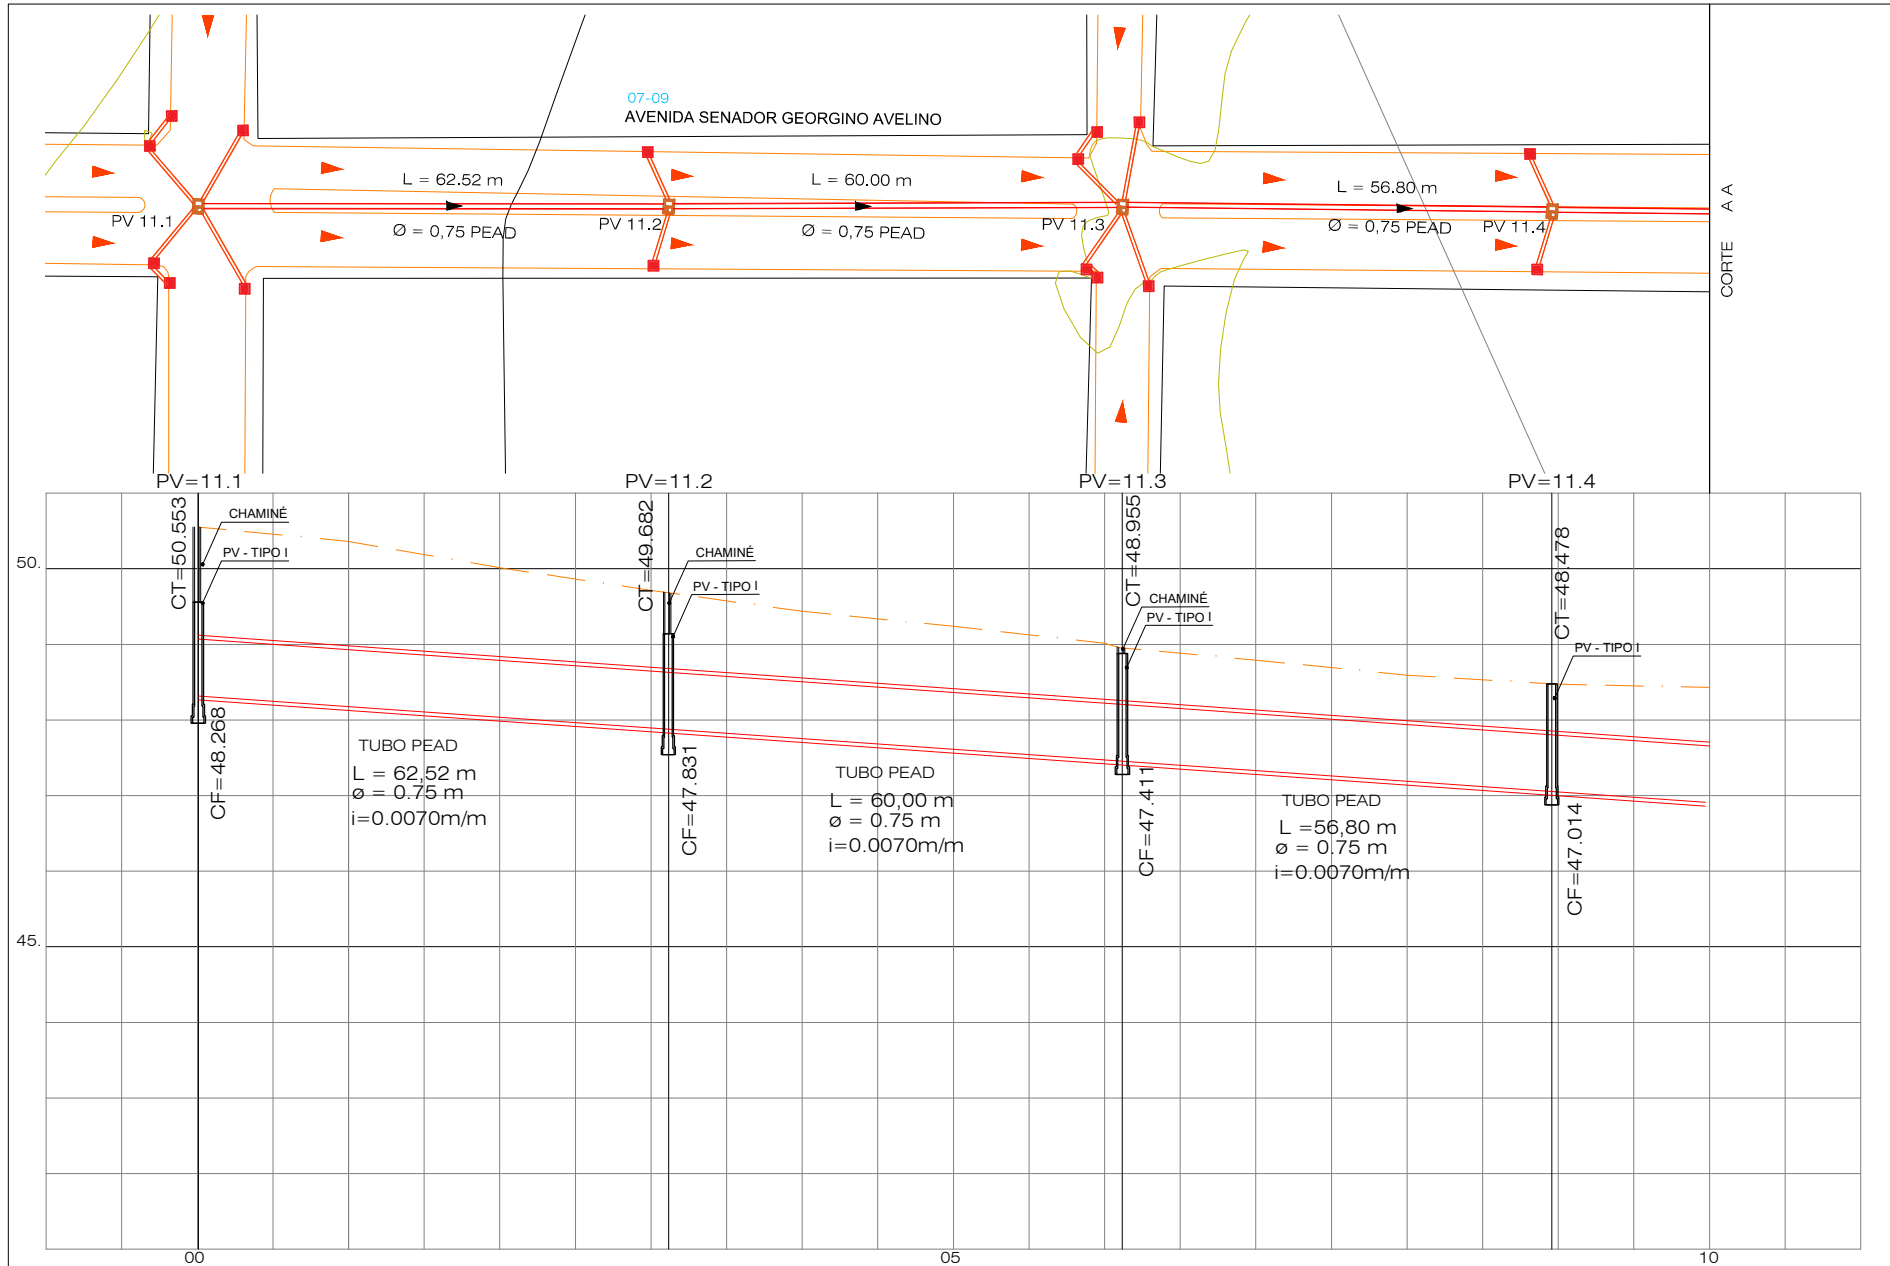 07-09
AVENIDA SENADOR GEORGINO AVELINO
L = 62.52 m
L = 60.00 m
L = 56.80 m
PV 11.1
PV 11.2
PV 11.3
PV 11.4
Ø = 0,75 PEAD
Ø = 0,75 PEAD
Ø = 0,75 PEAD
CORTE A A
PV=11.1
PV=11.2
PV=11.3
PV=11.4
CT=50.553
CT=49.682
CT=48.955
CT=48.478
CHAMINÉ
PV - TIPO I
CHAMINÉ
PV - TIPO I
CHAMINÉ
PV - TIPO I
PV - TIPO I
50.
45.
CF=48.268
CF=47.831
CF=47.411
CF=47.014
TUBO PEAD
L = 62,52 m
ø = 0.75 m
i=0.0070m/m
TUBO PEAD
L = 60,00 m
ø = 0.75 m
i=0.0070m/m
TUBO PEAD
L =56,80 m
ø = 0.75 m
i=0.0070m/m
00
05
10